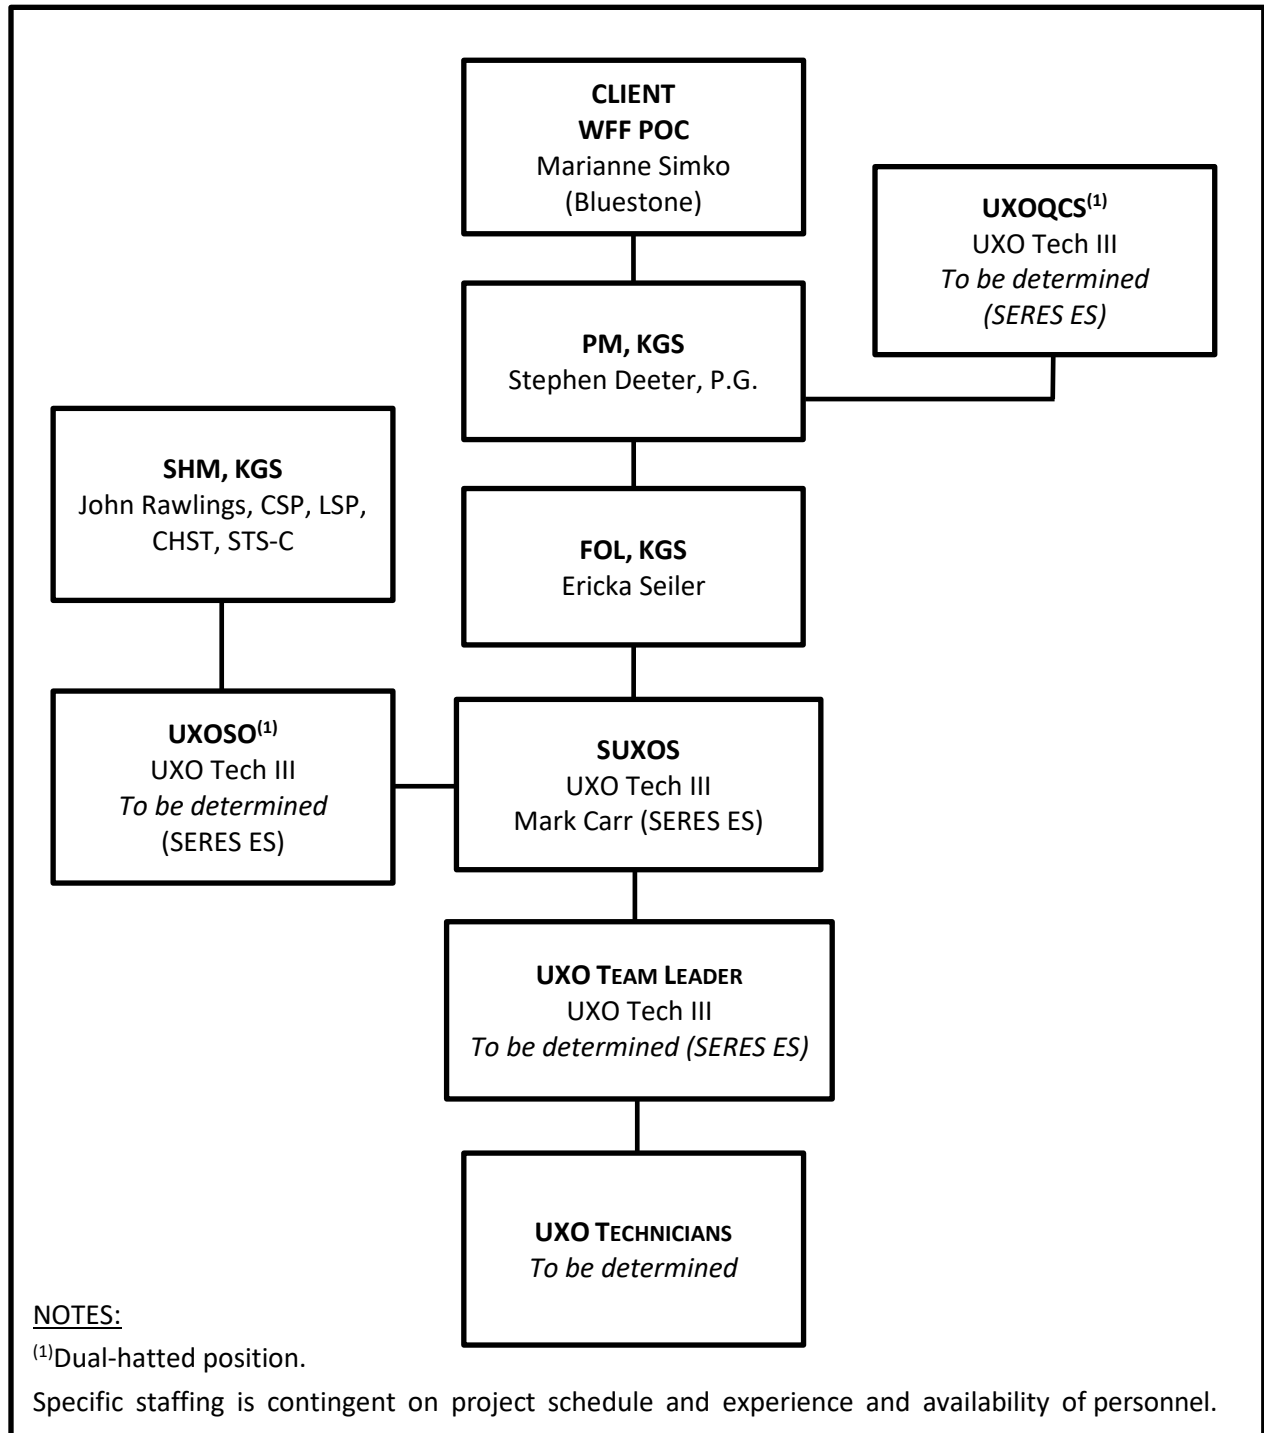 CLIENT
WFF POC
Marianne Simko
(Bluestone)
UXOQCS(1)
UXO Tech III
To be determined
(SERES ES)
PM, KGS
Stephen Deeter, P.G.
SHM, KGS
John Rawlings, CSP, LSP,
CHST, STS-C
FOL, KGS
Ericka Seiler
UXOSO(1)
UXO Tech III
To be determined
(SERES ES)
SUXOS
UXO Tech III
Mark Carr (SERES ES)
UXO TEAM LEADER
UXO Tech III
To be determined (SERES ES)
UXO TECHNICIANS
To be determined
NOTES:
(1)Dual-hatted position.
Specific staffing is contingent on project schedule and experience and availability of personnel.